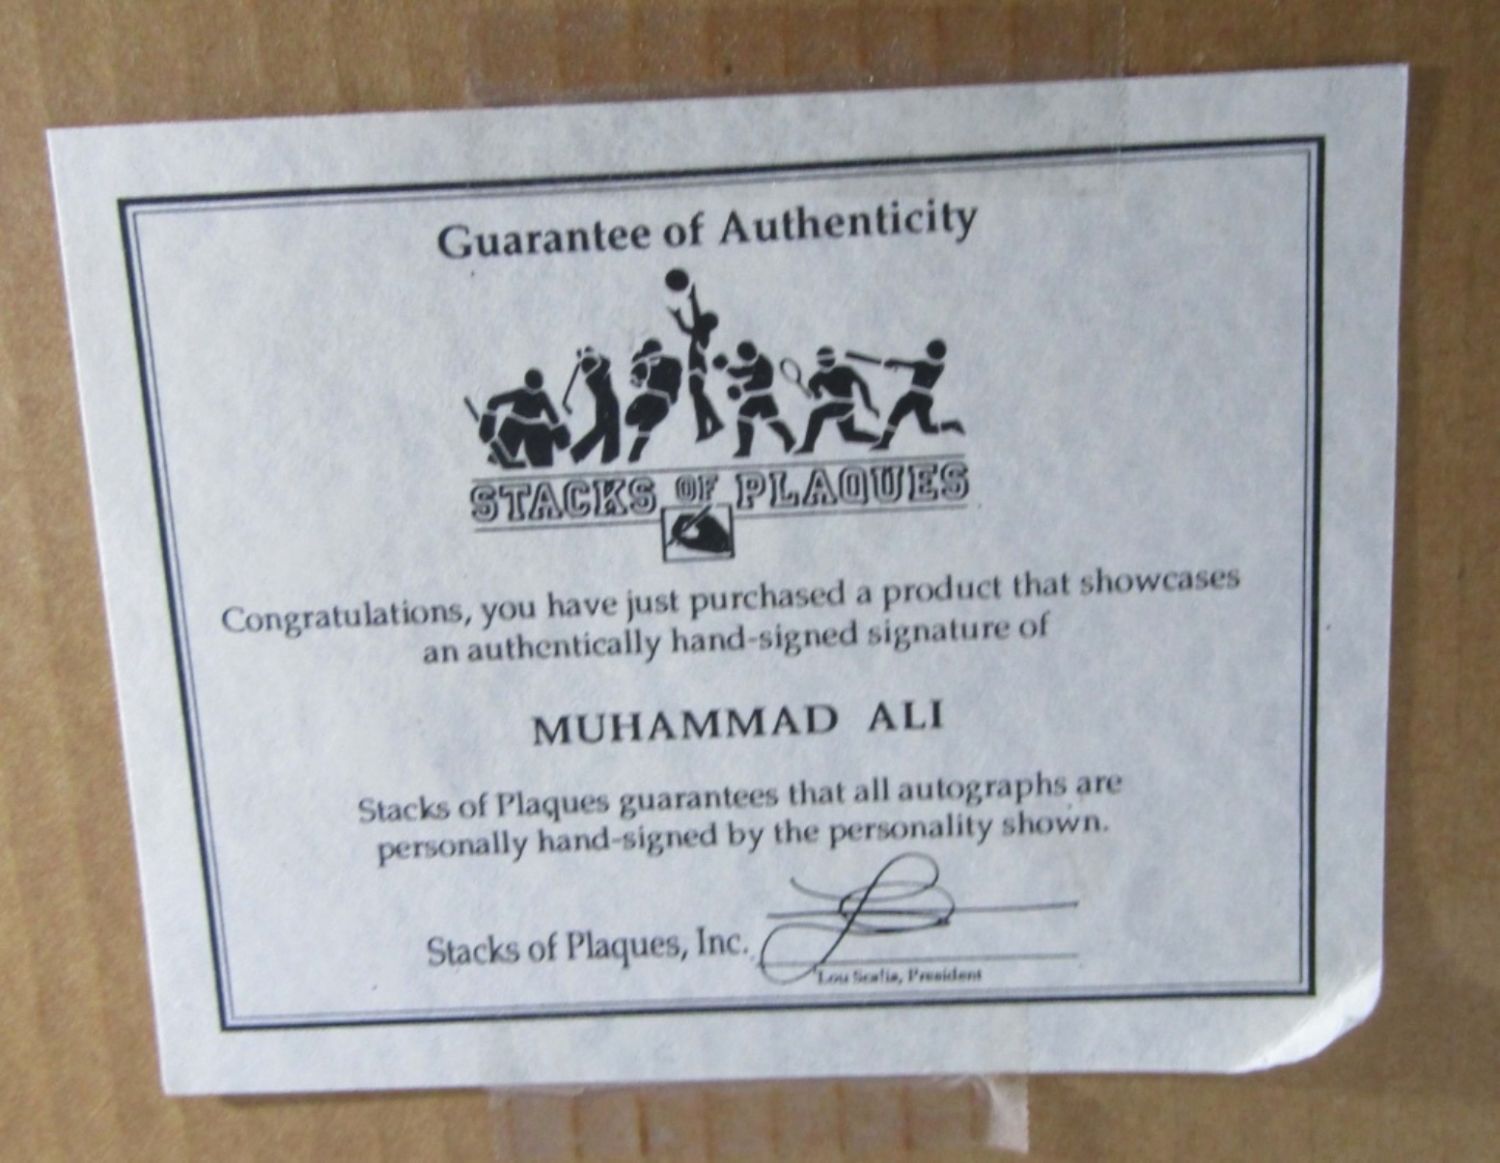 Guarantee of Authenticity
STACKS OF PLAQUES
Congratulations, you have just purchased a product that showcases
an authentically hand-signed signature of
MUHAMMAD ALI
Stacks of Plaques guarantees that all autographs are
personally hand-signed by the personality shown.
Stacks of Plaques, Inc.
Lou Scalia, President